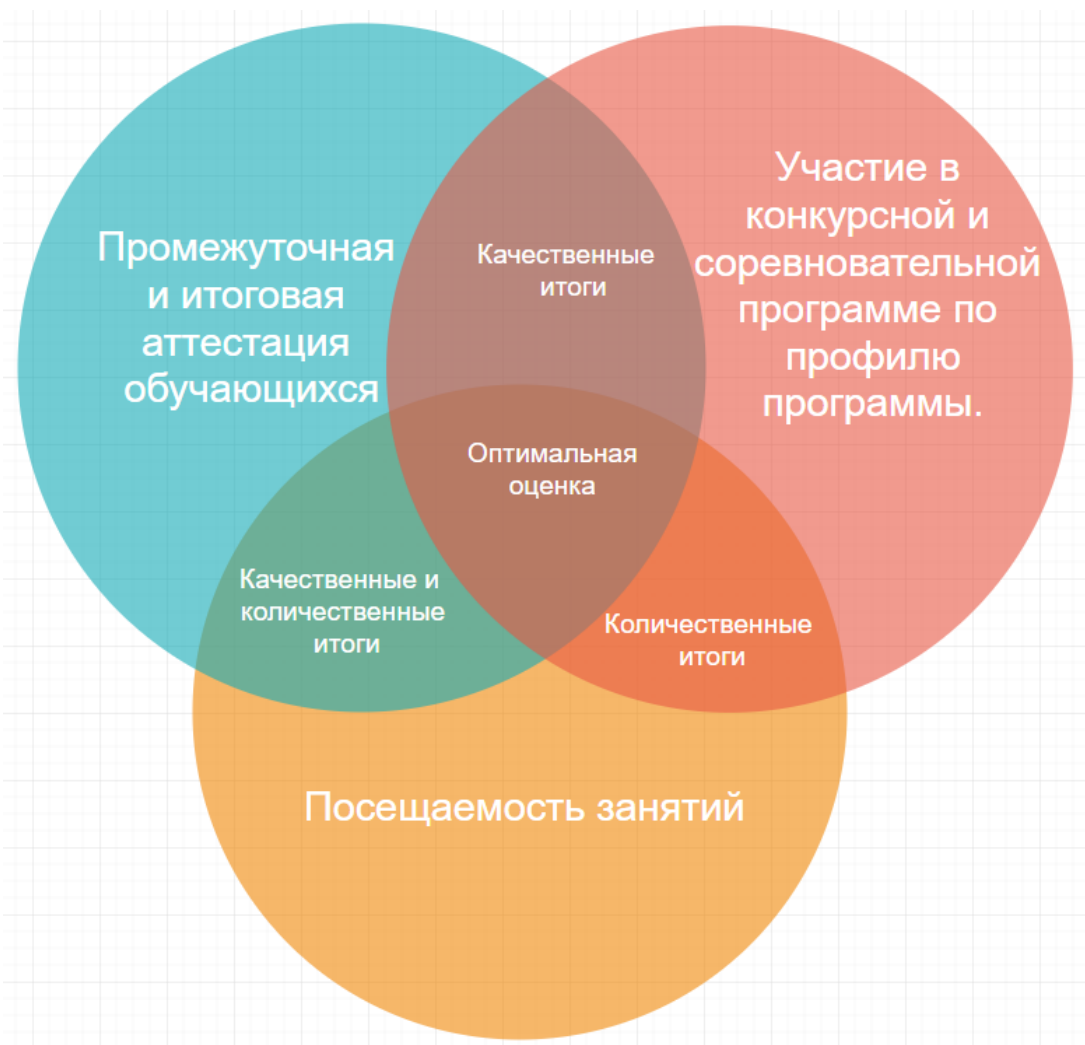 Промежуточная
и итоговая
аттестация
обучающихся
Качественные
итоги
Участие в
конкурсной и
соревновательной
программе по
профилю
программы.
Оптимальная
оценка
Качественные и
количественные
итоги
Количественные
итоги
Посещаемость занятий